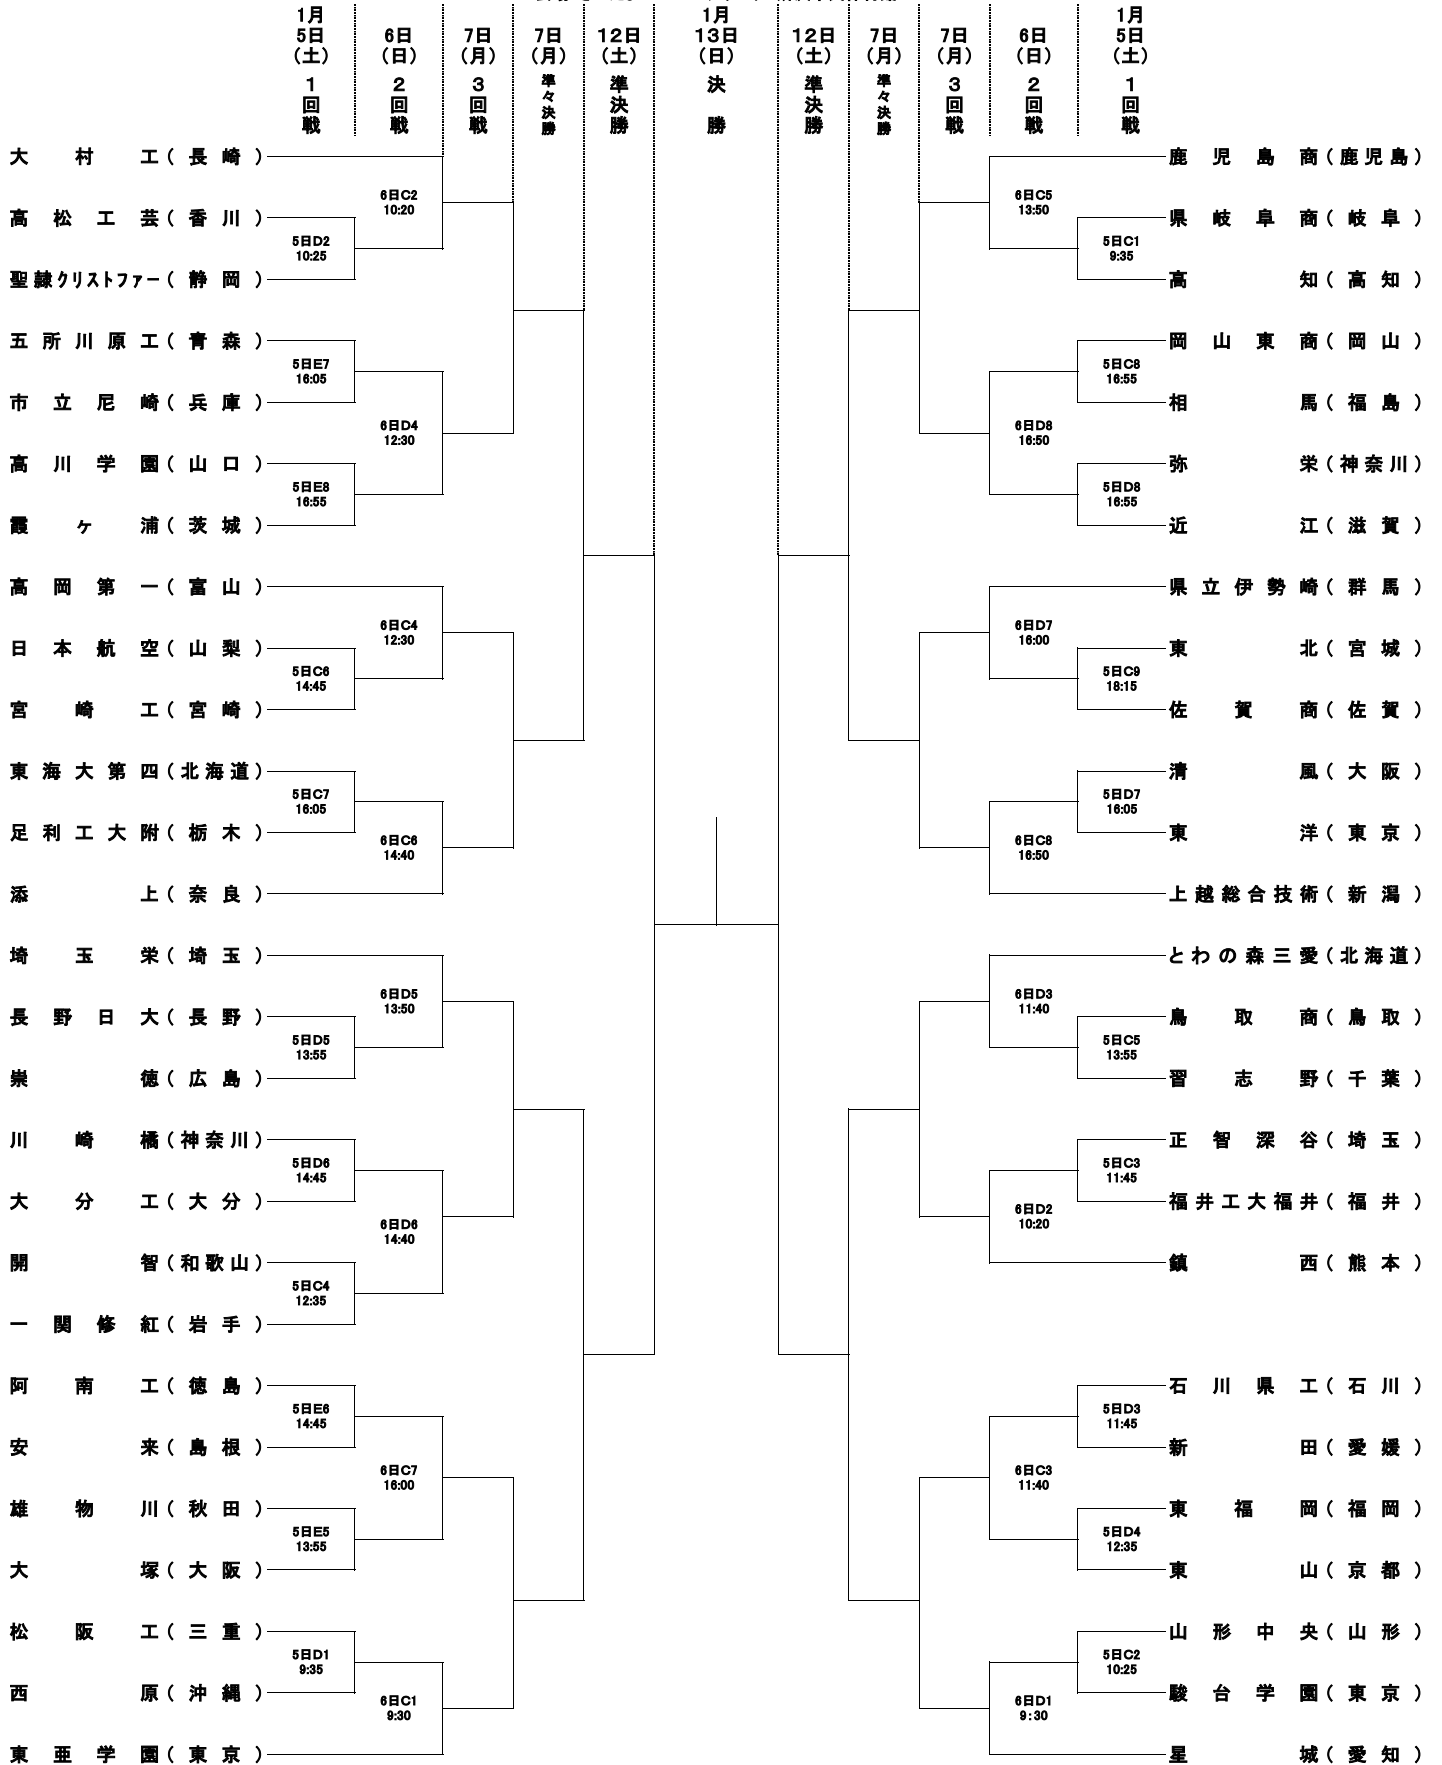 1月 1月 1月
5日 6日 7日 7日 12日 13日 12日 7日 7日 6日 5日
(土) (日) (月) (月) (土) (日) (土) (月) (月) (日) (土)
1回戦 2回戦 3回戦 準々決勝 準決勝 決勝 準決勝 準々決勝 3回戦 2回戦 1回戦
大村工(長崎)
6日C2
10:20
高松工芸(香川)
5日D2
10:25
聖隷クリストファー(静岡)
五所川原工(青森)
5日E7
16:05
市立尼崎(兵庫)
6日D4
12:30
高川学園(山口)
5日E8
16:55
霞ヶ浦(茨城)
高岡第一(富山)
6日C4
12:30
日本航空(山梨)
5日C6
14:45
宮崎工(宮崎)
東海大第四(北海道)
5日C7
16:05
足利工大附(栃木)
6日C6
14:40
添上(奈良)
埼玉栄(埼玉)
6日D5
13:50
長野日大(長野)
5日D5
13:55
崇徳(広島)
川崎橘(神奈川)
5日D6
14:45
大分工(大分)
6日D6
14:40
開智(和歌山)
5日C4
12:35
一関修紅(岩手)
阿南工(徳島)
5日E6
14:45
安来(島根)
6日C7
16:00
雄物川(秋田)
5日E5
13:55
大塚(大阪)
松阪工(三重)
5日D1
9:35
西原(沖縄)
6日C1
9:30
東亜学園(東京)
鹿児島商(鹿児島)
6日C5
13:50
県岐阜商(岐阜)
5日C1
9:35
高知(高知)
岡山東商(岡山)
5日C8
16:55
相馬(福島)
6日D8
16:50
弥栄(神奈川)
5日D8
16:55
近江(滋賀)
県立伊勢崎(群馬)
6日D7
16:00
東北(宮城)
5日C9
18:15
佐賀商(佐賀)
清風(大阪)
5日D7
16:05
東洋(東京)
6日C8
16:50
上越総合技術(新潟)
とわの森三愛(北海道)
6日D3
11:40
鳥取商(鳥取)
5日C5
13:55
習志野(千葉)
正智深谷(埼玉)
5日C3
11:45
福井工大福井(福井)
6日D2
10:20
鎮西(熊本)
石川県工(石川)
5日D3
11:45
新田(愛媛)
6日C3
11:40
東福岡(福岡)
5日D4
12:35
東山(京都)
山形中央(山形)
5日C2
10:25
駿台学園(東京)
6日D1
9:30
星城(愛知)